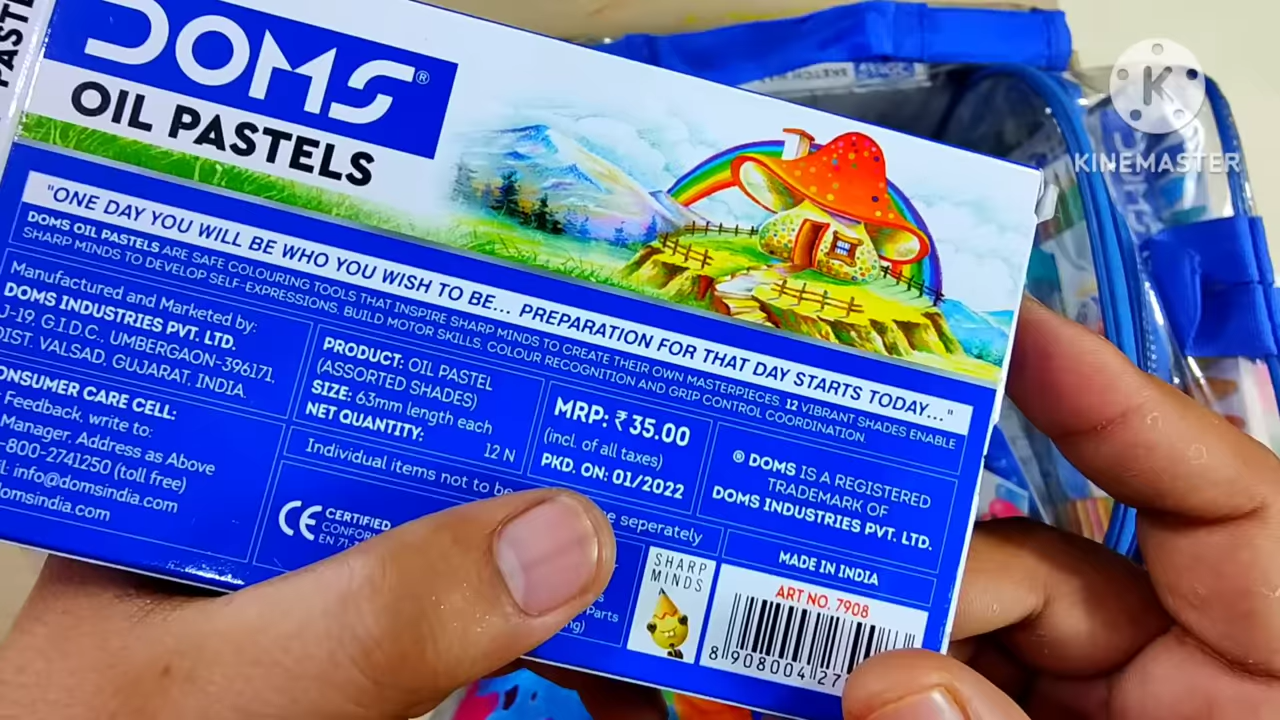 DOMS®
OIL PASTELS
"ONE DAY YOU WILL BE WHO YOU WISH TO BE... PREPARATION FOR THAT DAY STARTS TODAY..."
DOMS OIL PASTELS ARE SAFE COLOURING TOOLS THAT INSPIRE SHARP MINDS TO CREATE THEIR OWN MASTERPIECES. 12 VIBRANT SHADES ENABLE
SHARP MINDS TO DEVELOP SELF-EXPRESSIONS, BUILD MOTOR SKILLS, COLOUR RECOGNITION AND GRIP CONTROL COORDINATION.
Manufactured and Marketed by:
DOMS INDUSTRIES PVT. LTD.
J-19, G.I.D.C., UMBERGAON-396171,
DIST. VALSAD, GUJARAT, INDIA.
CONSUMER CARE CELL:
Feedback, write to:
Manager, Address as Above
-800-2741250 (toll free)
info@domsindia.com
domsindia.com
PRODUCT: OIL PASTEL
(ASSORTED SHADES)
SIZE: 63mm length each
NET QUANTITY:
12 N
MRP: ₹ 35.00
(incl. of all taxes)
PKD. ON: 01/2022
® DOMS IS A REGISTERED
TRADEMARK OF
DOMS INDUSTRIES PVT. LTD.
Individual items not to be
seperately
CE CERTIFIED
EN 71-
Parts
SHARP
MINDS
MADE IN INDIA
ART NO. 7908
8 908004 27
K
KINEMASTER